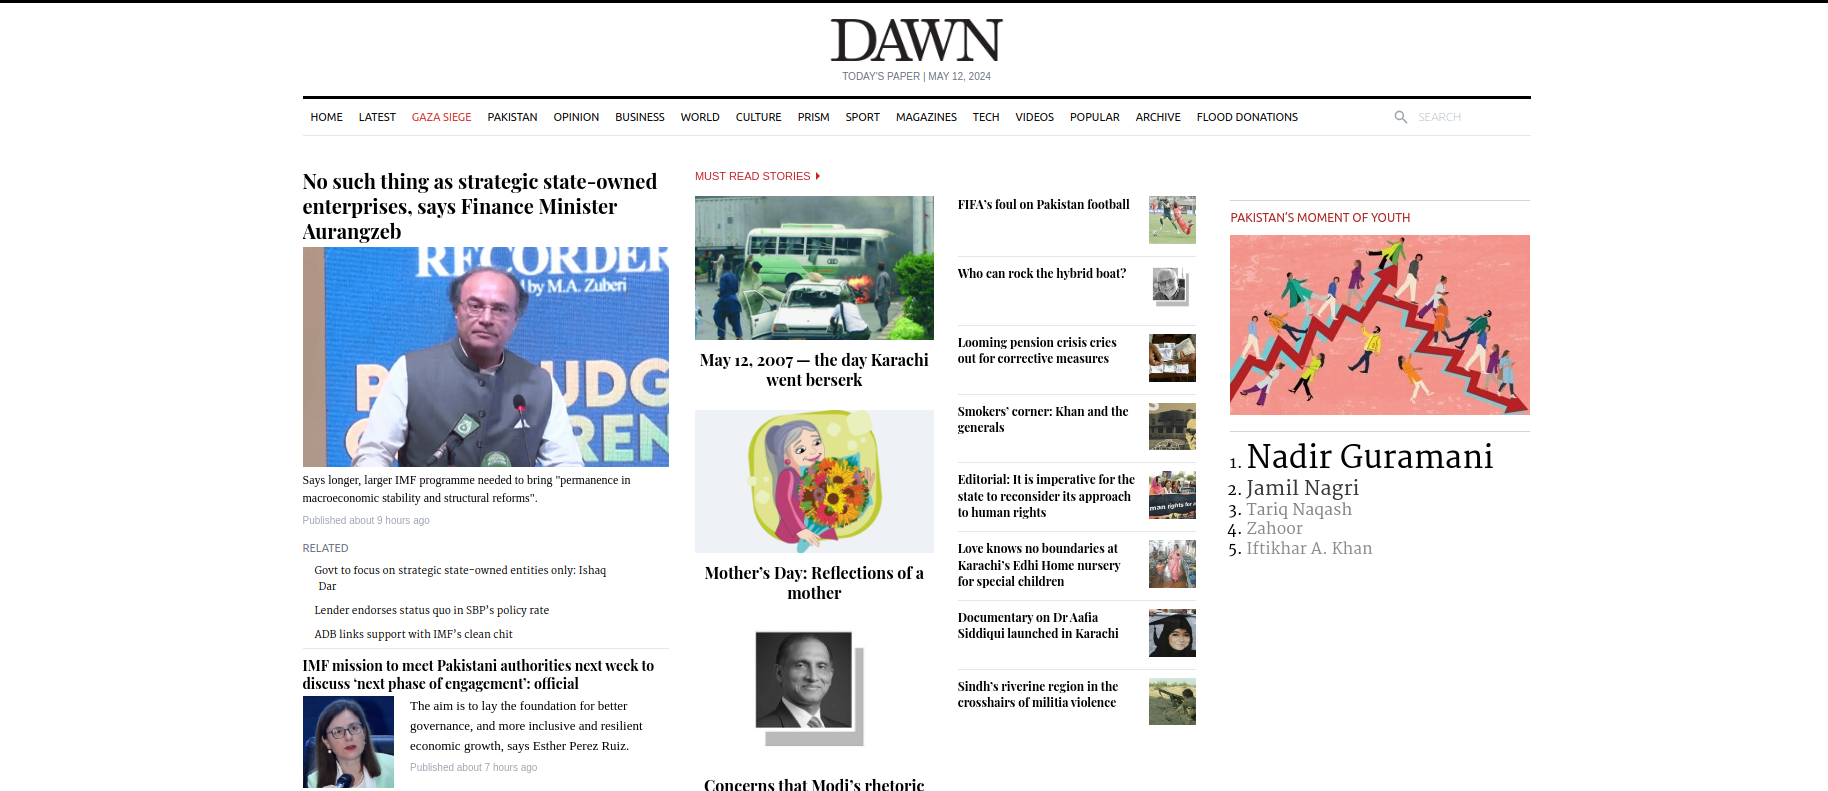 DAWN
TODAY'S PAPER | MAY 12, 2024
HOME LATEST GAZA SIEGE PAKISTAN OPINION BUSINESS WORLD CULTURE PRISM SPORT MAGAZINES TECH VIDEOS POPULAR ARCHIVE FLOOD DONATIONS SEARCH
No such thing as strategic state-owned
enterprises, says Finance Minister
Aurangzeb
RECORDER
d by M.A. Zuberi
Says longer, larger IMF programme needed to bring "permanence in
macroeconomic stability and structural reforms".
Published about 9 hours ago
RELATED
Govt to focus on strategic state-owned entities only: Ishaq
Dar
Lender endorses status quo in SBP’s policy rate
ADB links support with IMF’s clean chit
IMF mission to meet Pakistani authorities next week to
discuss ‘next phase of engagement’: official
The aim is to lay the foundation for better
governance, and more inclusive and resilient
economic growth, says Esther Perez Ruiz.
Published about 7 hours ago
MUST READ STORIES
May 12, 2007 — the day Karachi
went berserk
Mother’s Day: Reflections of a
mother
Concerns that Modi’s rhetoric
FIFA’s foul on Pakistan football
Who can rock the hybrid boat?
Looming pension crisis cries
out for corrective measures
Smokers’ corner: Khan and the
generals
Editorial: It is imperative for the
state to reconsider its approach
to human rights
man rights for
Love knows no boundaries at
Karachi’s Edhi Home nursery
for special children
Documentary on Dr Aafia
Siddiqui launched in Karachi
Sindh’s riverine region in the
crosshairs of militia violence
PAKISTAN’S MOMENT OF YOUTH
1. Nadir Guramani
2. Jamil Nagri
3. Tariq Naqash
4. Zahoor
5. Iftikhar A. Khan